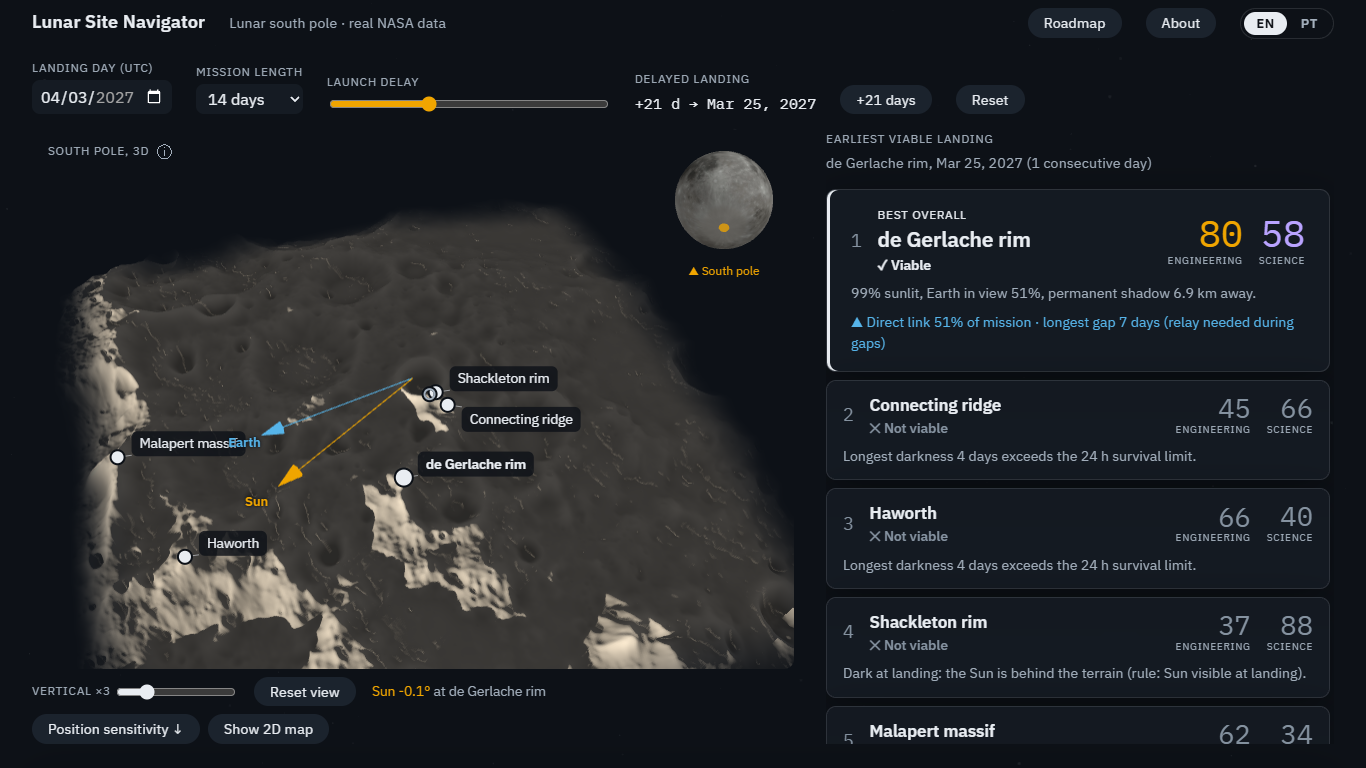 Lunar Site Navigator
Lunar south pole · real NASA data
Roadmap
About
EN
PT
LANDING DAY (UTC)
04/03/2027
MISSION LENGTH
14 days
LAUNCH DELAY
DELAYED LANDING
+21 d → Mar 25, 2027
+21 days
Reset
SOUTH POLE, 3D
▲ South pole
Shackleton rim
Connecting ridge
Malapert massif
Earth
de Gerlache rim
Sun
Haworth
VERTICAL ×3
Reset view
Sun -0.1° at de Gerlache rim
Position sensitivity ↓
Show 2D map
EARLIEST VIABLE LANDING
de Gerlache rim, Mar 25, 2027 (1 consecutive day)
BEST OVERALL
1
de Gerlache rim
✓ Viable
80
ENGINEERING
58
SCIENCE
99% sunlit, Earth in view 51%, permanent shadow 6.9 km away.
▲ Direct link 51% of mission · longest gap 7 days (relay needed during
gaps)
2
Connecting ridge
✕ Not viable
45
ENGINEERING
66
SCIENCE
Longest darkness 4 days exceeds the 24 h survival limit.
3
Haworth
✕ Not viable
66
ENGINEERING
40
SCIENCE
Longest darkness 4 days exceeds the 24 h survival limit.
4
Shackleton rim
✕ Not viable
37
ENGINEERING
88
SCIENCE
Dark at landing: the Sun is behind the terrain (rule: Sun visible at landing).
5
Malapert massif
62
34